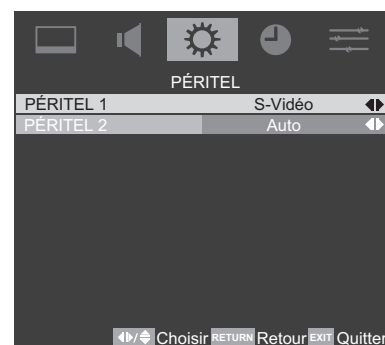 PÉRITEL
PÉRITEL 1 S-Vidéo
PÉRITEL 2 Auto
/ Choisir RETURN Retour EXIT Quitter